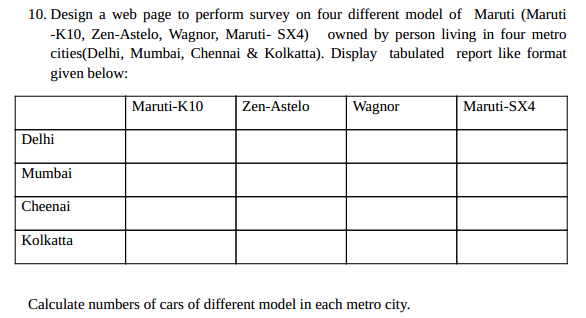 10. Design a web page to perform survey on four different model of Maruti (Maruti
-K10, Zen-Astelo, Wagnor, Maruti- SX4) owned by person living in four metro
cities(Delhi, Mumbai, Chennai & Kolkatta). Display tabulated report like format
given below:
Maruti-K10 Zen-Astelo Wagnor Maruti-SX4
Delhi
Mumbai
Cheenai
Kolkatta
Calculate numbers of cars of different model in each metro city.